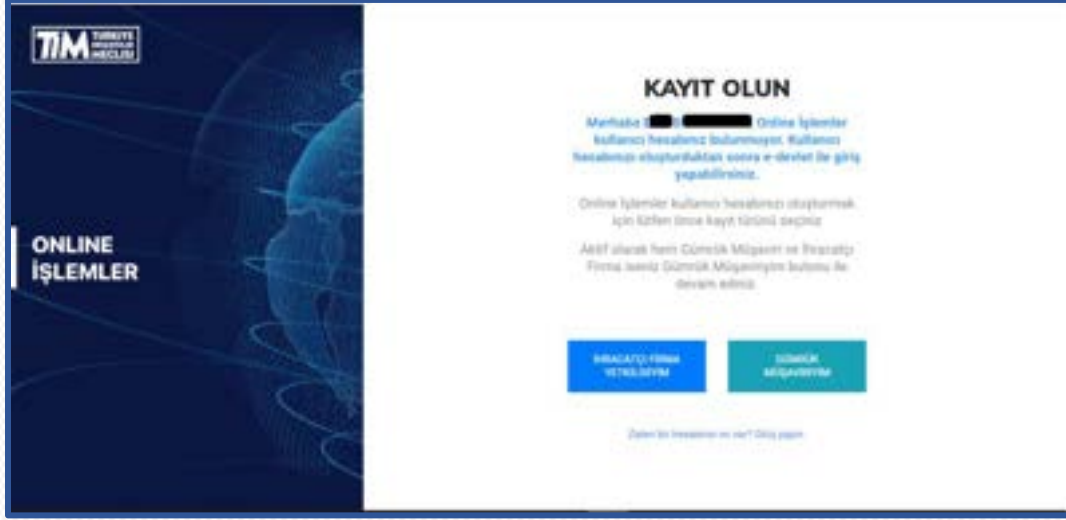 TİM TÜRKİYE
İHRACATÇILAR
MECLİSİ
KAYIT OLUN
Merhaba Online İşlemler
kullanıcı hesabınız bulunmuyor. Kullanıcı
hesabınızı oluşturduktan sonra e-devlet ile giriş
yapabilirsiniz.
Online İşlemler kullanıcı hesabınızı oluşturmak
için lütfen önce kayıt türünü seçiniz
Aktif olarak hem Gümrük Müşaviri ve İhracatçı
Firma iseniz Gümrük Müşaviriyim butonu ile
devam ediniz.
ONLINE
İŞLEMLER
İHRACATÇI FİRMA
YETKİLİSİYİM
GÜMRÜK
MÜŞAVİRİYİM
Zaten bir hesabınız mı var? Giriş yapın